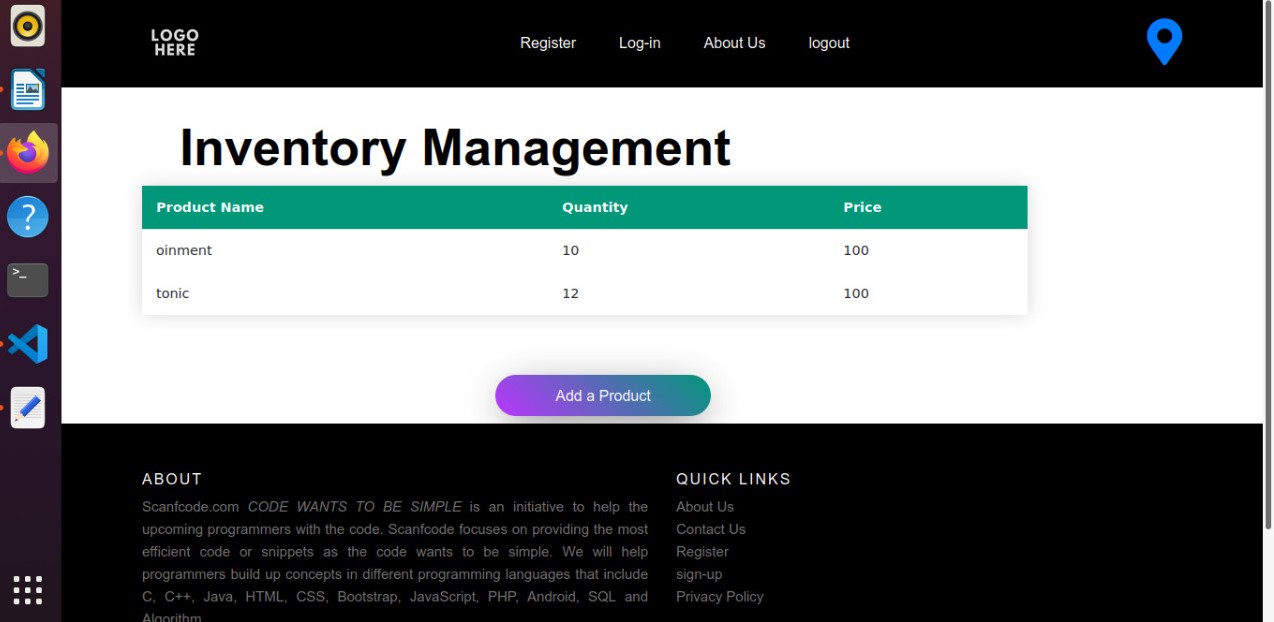 LOGO
HERE
Register
Log-in
About Us
logout
Inventory Management
Product Name Quantity Price
oinment 10 100
tonic 12 100
Add a Product
ABOUT
Scanfcode.com CODE WANTS TO BE SIMPLE is an initiative to help the
upcoming programmers with the code. Scanfcode focuses on providing the most
efficient code or snippets as the code wants to be simple. We will help
programmers build up concepts in different programming languages that include
C, C++, Java, HTML, CSS, Bootstrap, JavaScript, PHP, Android, SQL and
Algorithm.
QUICK LINKS
About Us
Contact Us
Register
sign-up
Privacy Policy